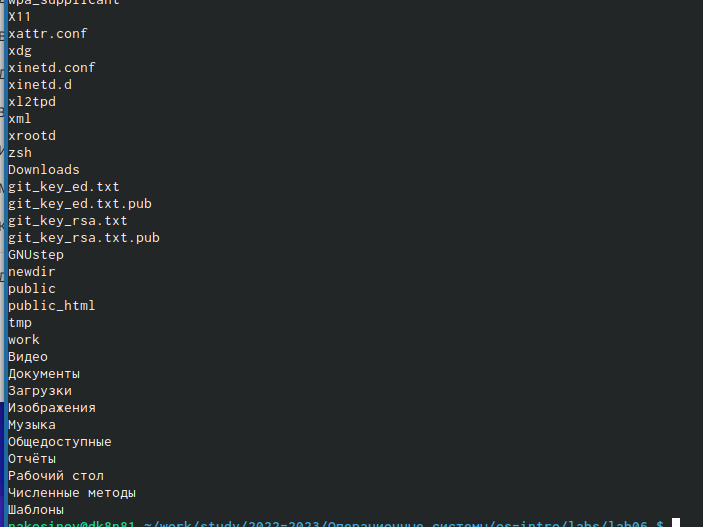 wpa_supplicant
X11
xattr.conf
xdg
xinetd.conf
xinetd.d
xl2tpd
xml
xrootd
zsh
Downloads
git_key_ed.txt
git_key_ed.txt.pub
git_key_rsa.txt
git_key_rsa.txt.pub
GNUstep
newdir
public
public_html
tmp
work
Видео
Документы
Загрузки
Изображения
Музыка
Общедоступные
Отчёты
Рабочий стол
Численные методы
Шаблоны
~/work/study/2022-2023/Операционные системы/os-intro/labs/lab06 $